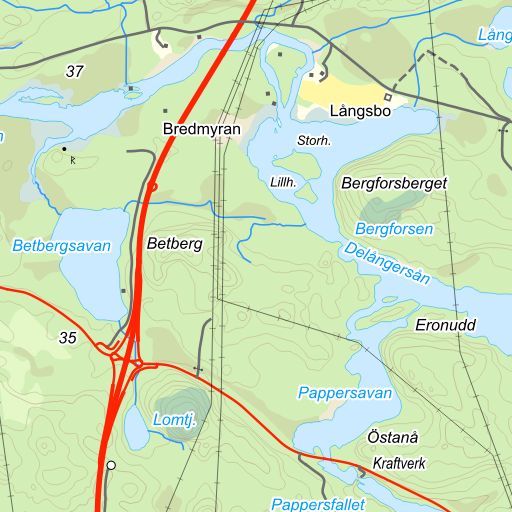 Lång
37
Långsbo
Bredmyran
Storh.
R
Lillh.
Bergforsberget
Bergforsen
Betbergsavan
Betberg
Delångersån
Eronudd
35
Pappersavan
Lomtj.
Östanå
Kraftverk
Pappersfallet